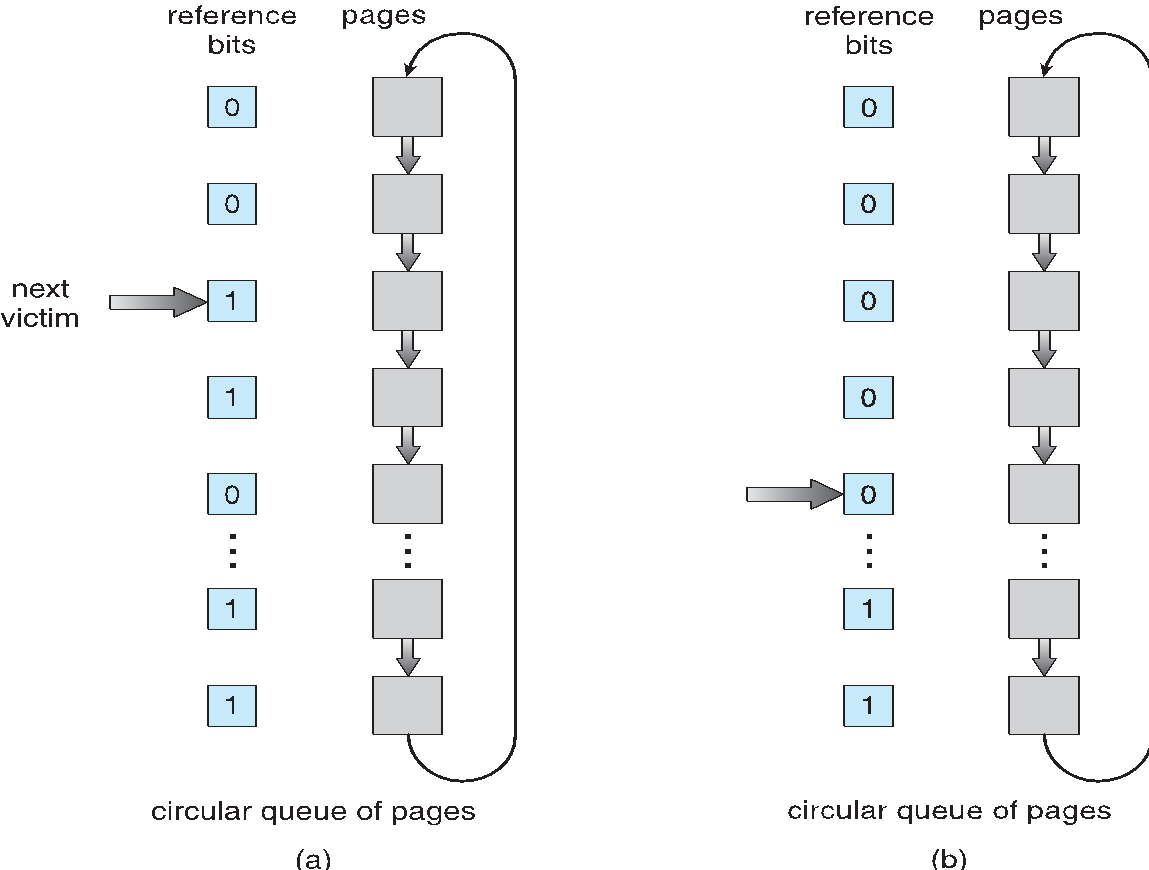 reference pages
bits
0
0
next
victim
1
1
0
1
1
circular queue of pages
(a)
reference pages
bits
0
0
0
0
0
1
1
circular queue of pages
(b)